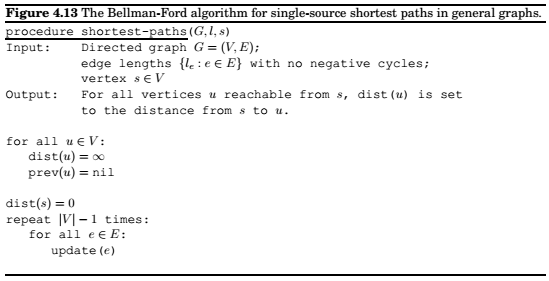 Figure 4.13 The Bellman-Ford algorithm for single-source shortest paths in general graphs.
procedure shortest-paths(G, l, s)
Input: Directed graph G = (V, E);
edge lengths {lₑ : e ∈ E} with no negative cycles;
vertex s ∈ V
Output: For all vertices u reachable from s, dist(u) is set
to the distance from s to u.
for all u ∈ V:
dist(u) = ∞
prev(u) = nil
dist(s) = 0
repeat |V| − 1 times:
for all e ∈ E:
update(e)